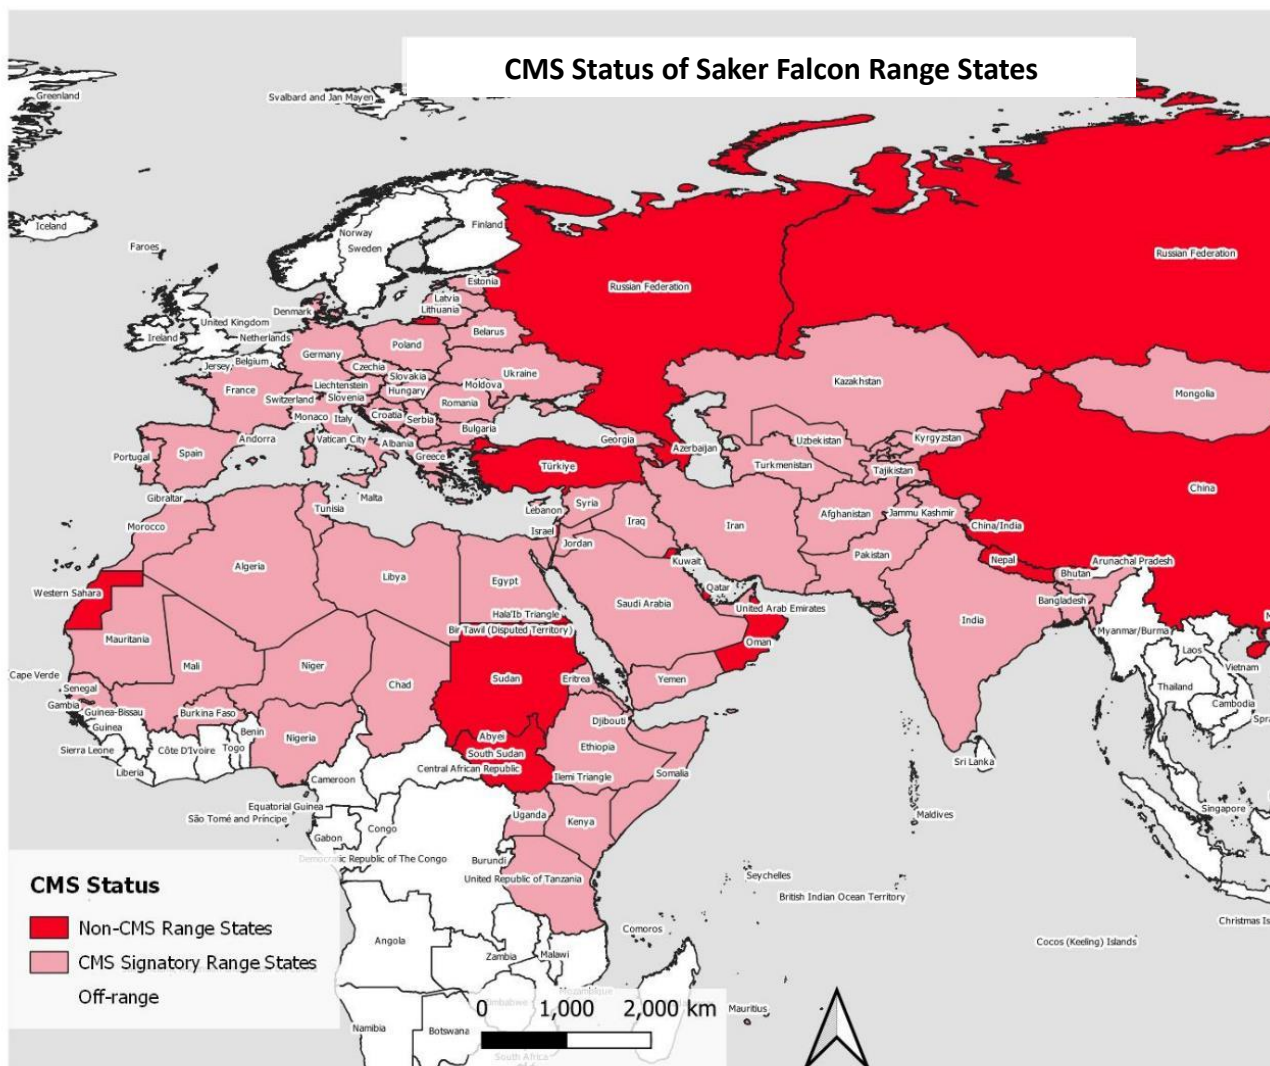 CMS Status of Saker Falcon Range States
Greenland
Svalbard and Jan Mayen
Iceland
Faroes
Norway
Sweden
Finland
Russian Federation
Russian Federation
Estonia
Latvia
Lithuania
Denmark
United Kingdom
Ireland
Netherlands
Belarus
Poland
Germany
Jersey
Belgium
Czechia
Slovakia
Ukraine
Kazakhstan
Mongolia
France
Liechtenstein
Hungary
Moldova
Switzerland
Slovenia
Romania
Monaco
Italy
Croatia
Serbia
Bulgaria
Andorra
Vatican City
Albania
Georgia
Azerbaijan
Uzbekistan
Kyrgyzstan
Portugal
Spain
Greece
Türkiye
Turkmenistan
Tajikistan
China
Gibraltar
Malta
Tunisia
Lebanon
Syria
Iraq
Iran
Afghanistan
Jammu Kashmir
China/India
Morocco
Israel
Jordan
Pakistan
Nepal
Arunachal Pradesh
Kuwait
Bhutan
Western Sahara
Algeria
Libya
Egypt
Qatar
Saudi Arabia
United Arab Emirates
Bangladesh
Hala'Ib Triangle
India
Bir Tawil (Disputed Territory)
Myanmar/Burma
Mauritania
Oman
Laos
Cape Verde
Mali
Niger
Chad
Sudan
Eritrea
Yemen
Vietnam
Thailand
Senegal
Gambia
Guinea-Bissau
Burkina Faso
Cambodia
Guinea
Benin
Nigeria
Djibouti
Abyei
Sierra Leone
Côte D'Ivoire
Togo
South Sudan
Ethiopia
Sri Lanka
Liberia
Central African Republic
Ilemi Triangle
Somalia
Cameroon
Equatorial Guinea
São Tomé and Príncipe
Uganda
Kenya
Maldives
Singapore
Congo
Gabon
Democratic Republic of The Congo
Burundi
United Republic of Tanzania
Seychelles
British Indian Ocean Territory
Comoros
Cocos (Keeling) Islands
Angola
Zambia
Malawi
Mozambique
Mauritius
Namibia
Botswana
South Africa
CMS Status
Non-CMS Range States
CMS Signatory Range States
Off-range
0 1,000 2,000 km